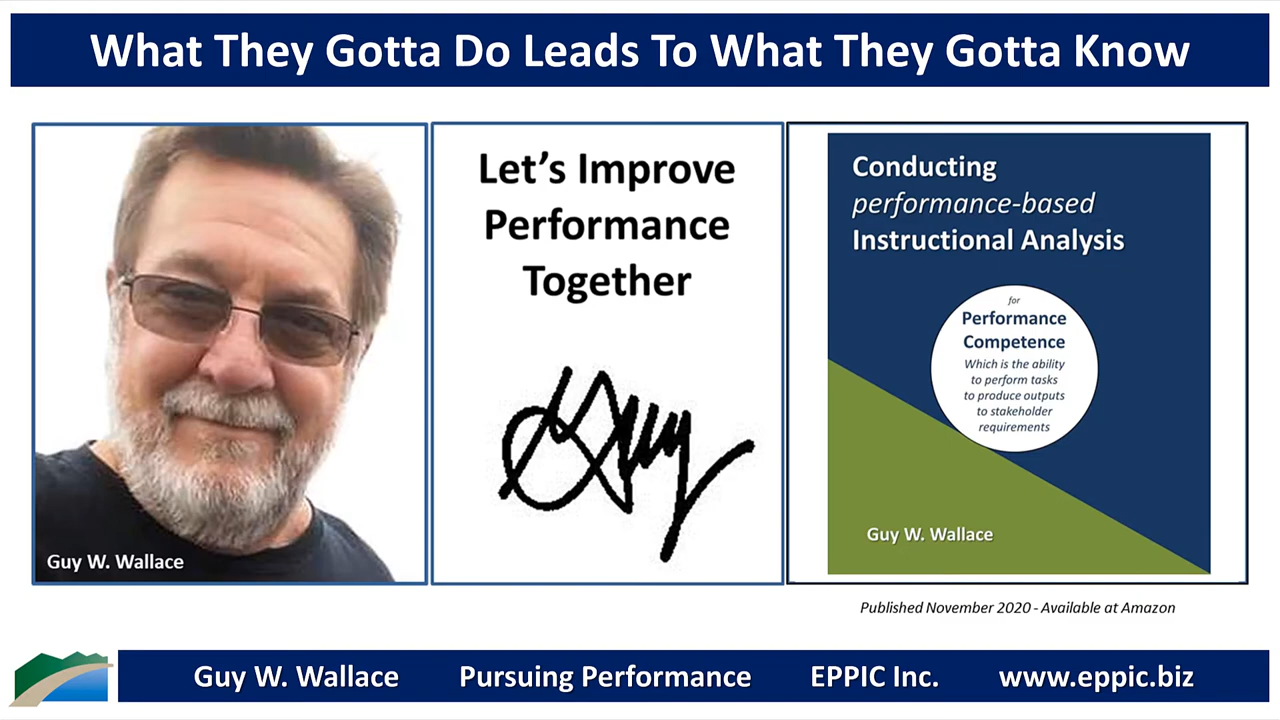 What They Gotta Do Leads To What They Gotta Know
Guy W. Wallace
Let's Improve
Performance
Together
Guy
Conducting
performance-based
Instructional Analysis
for
Performance
Competence
Which is the ability
to perform tasks
to produce outputs
to stakeholder
requirements
Guy W. Wallace
Published November 2020 - Available at Amazon
Guy W. Wallace Pursuing Performance EPPIC Inc. www.eppic.biz